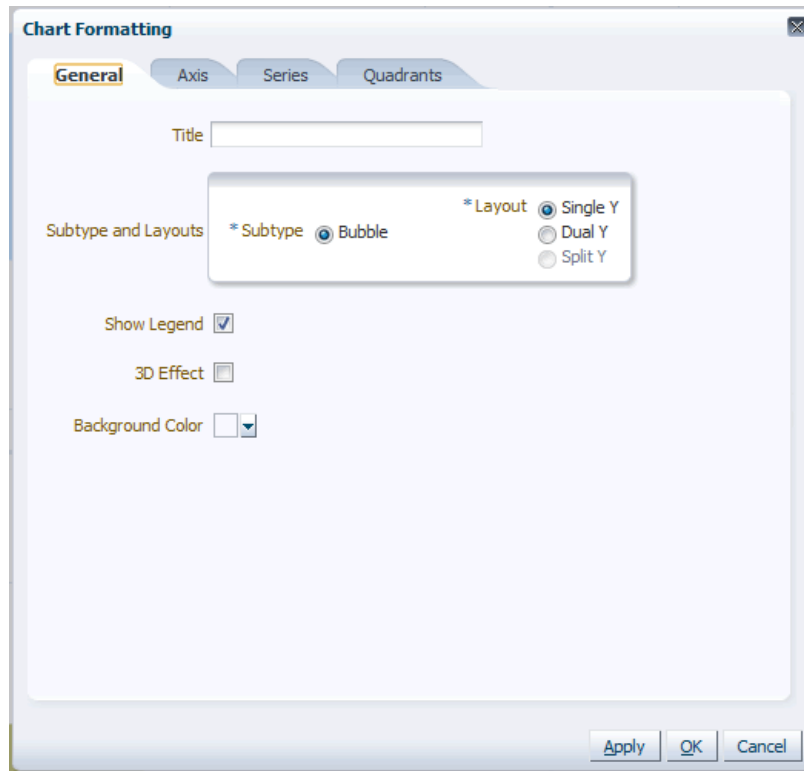 Chart Formatting
General Axis Series Quadrants
Title
Subtype and Layouts * Subtype Bubble * Layout Single Y
Dual Y
Split Y
Show Legend
3D Effect
Background Color
Apply OK Cancel